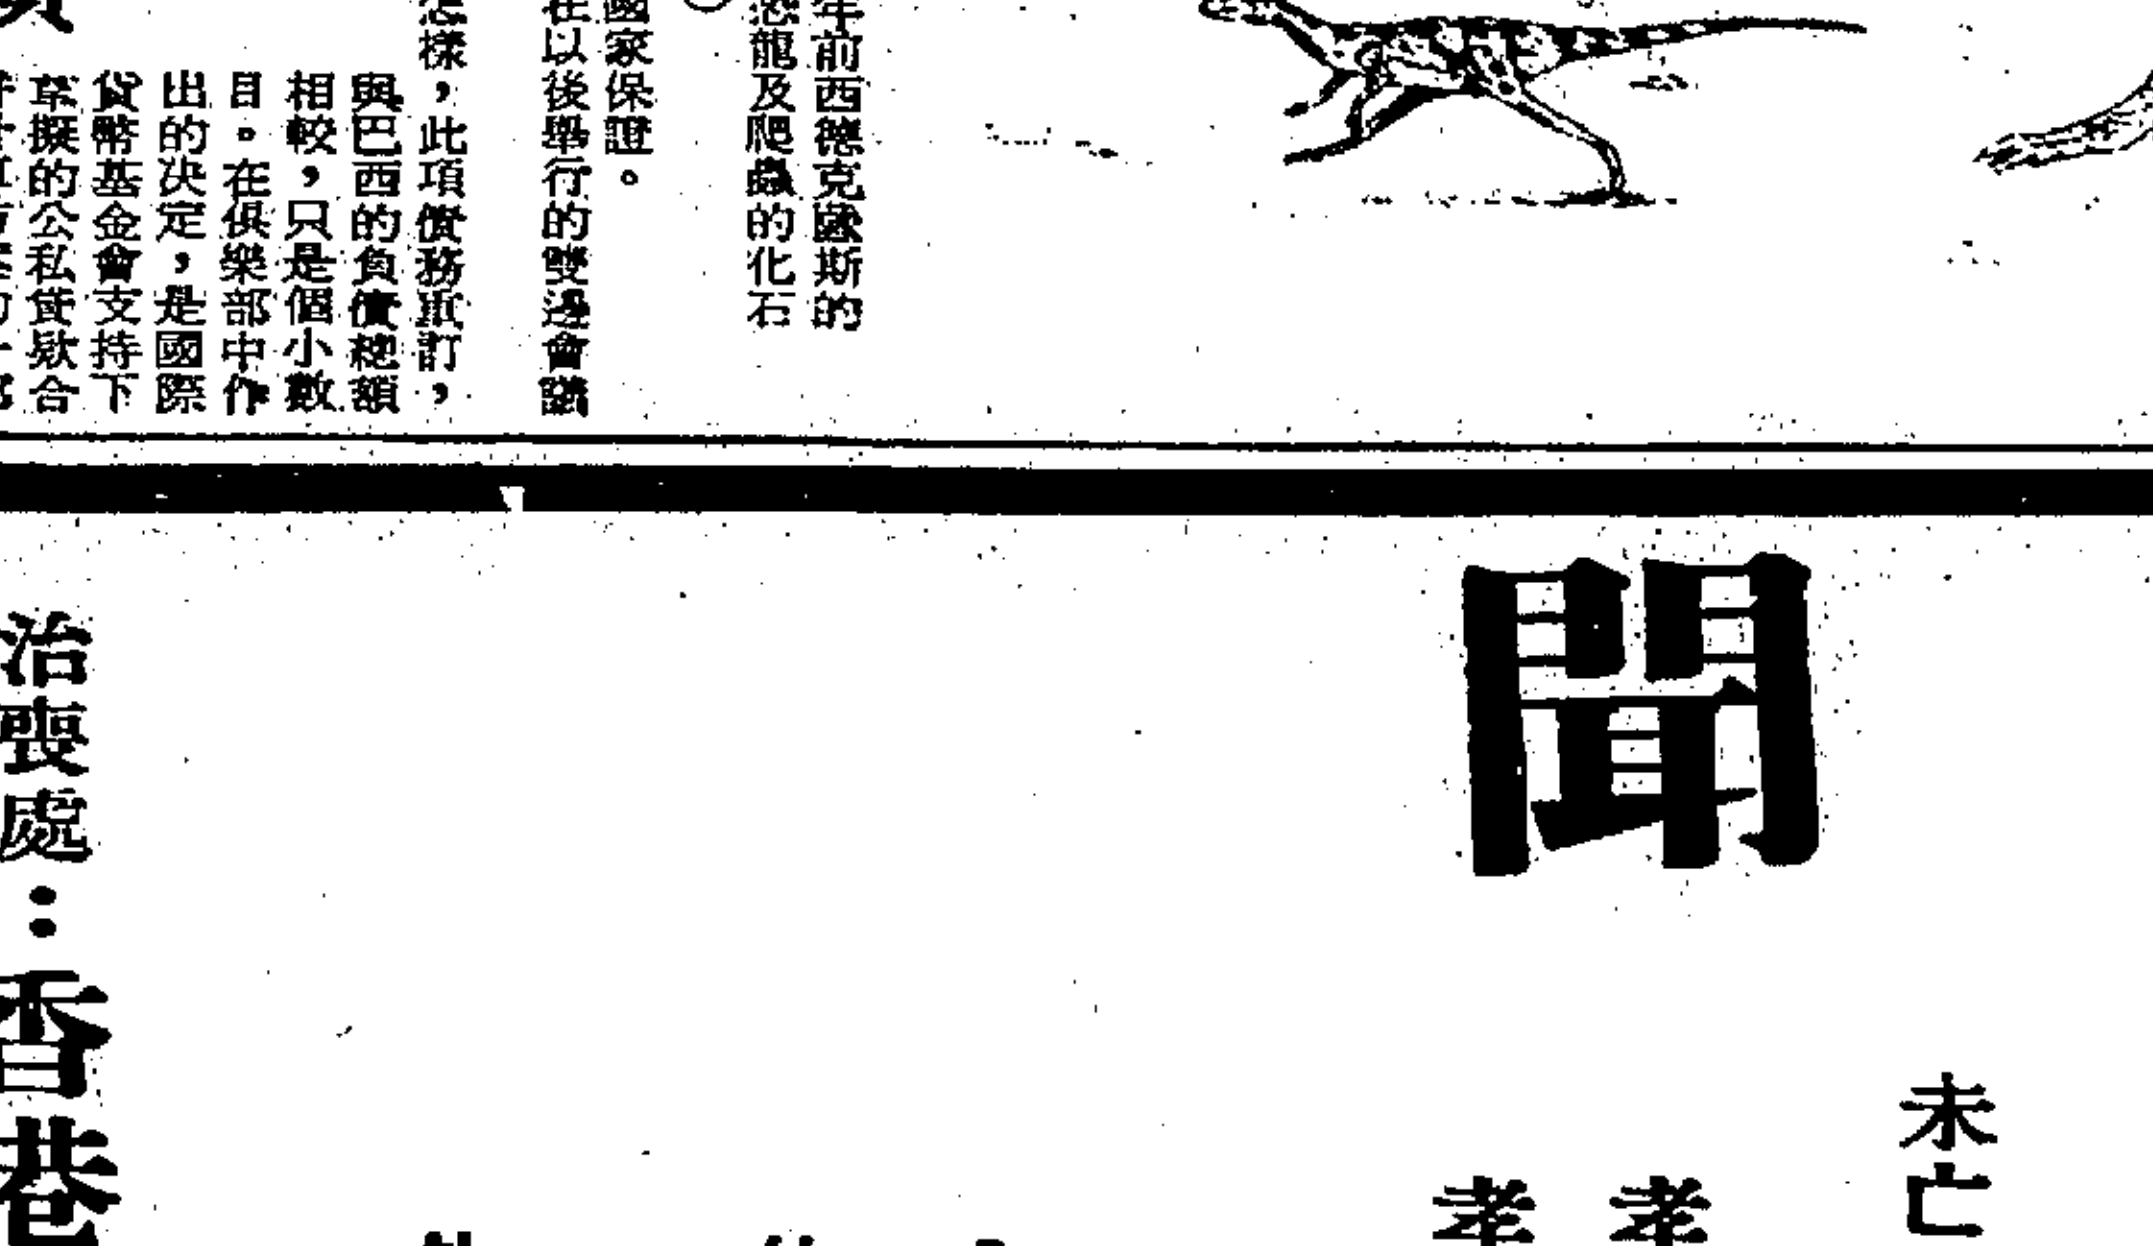 年前西德克歐斯的
恐龍及爬蟲的化石
國家保證。
在以後舉行的雙邊會議
怎樣,此項債務重訂,
與巴西的負債總額
相較,只是個小數
目。在俱樂部中作
出的決定,是國際
貨幣基金會支持下
草擬的公私貸款合
聞
未亡
孝
孝
治喪處:香港